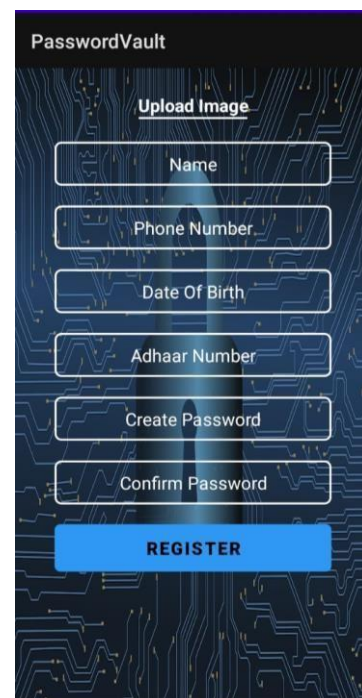 PasswordVault
Upload Image
Name
Phone Number
Date Of Birth
Adhaar Number
Create Password
Confirm Password
REGISTER